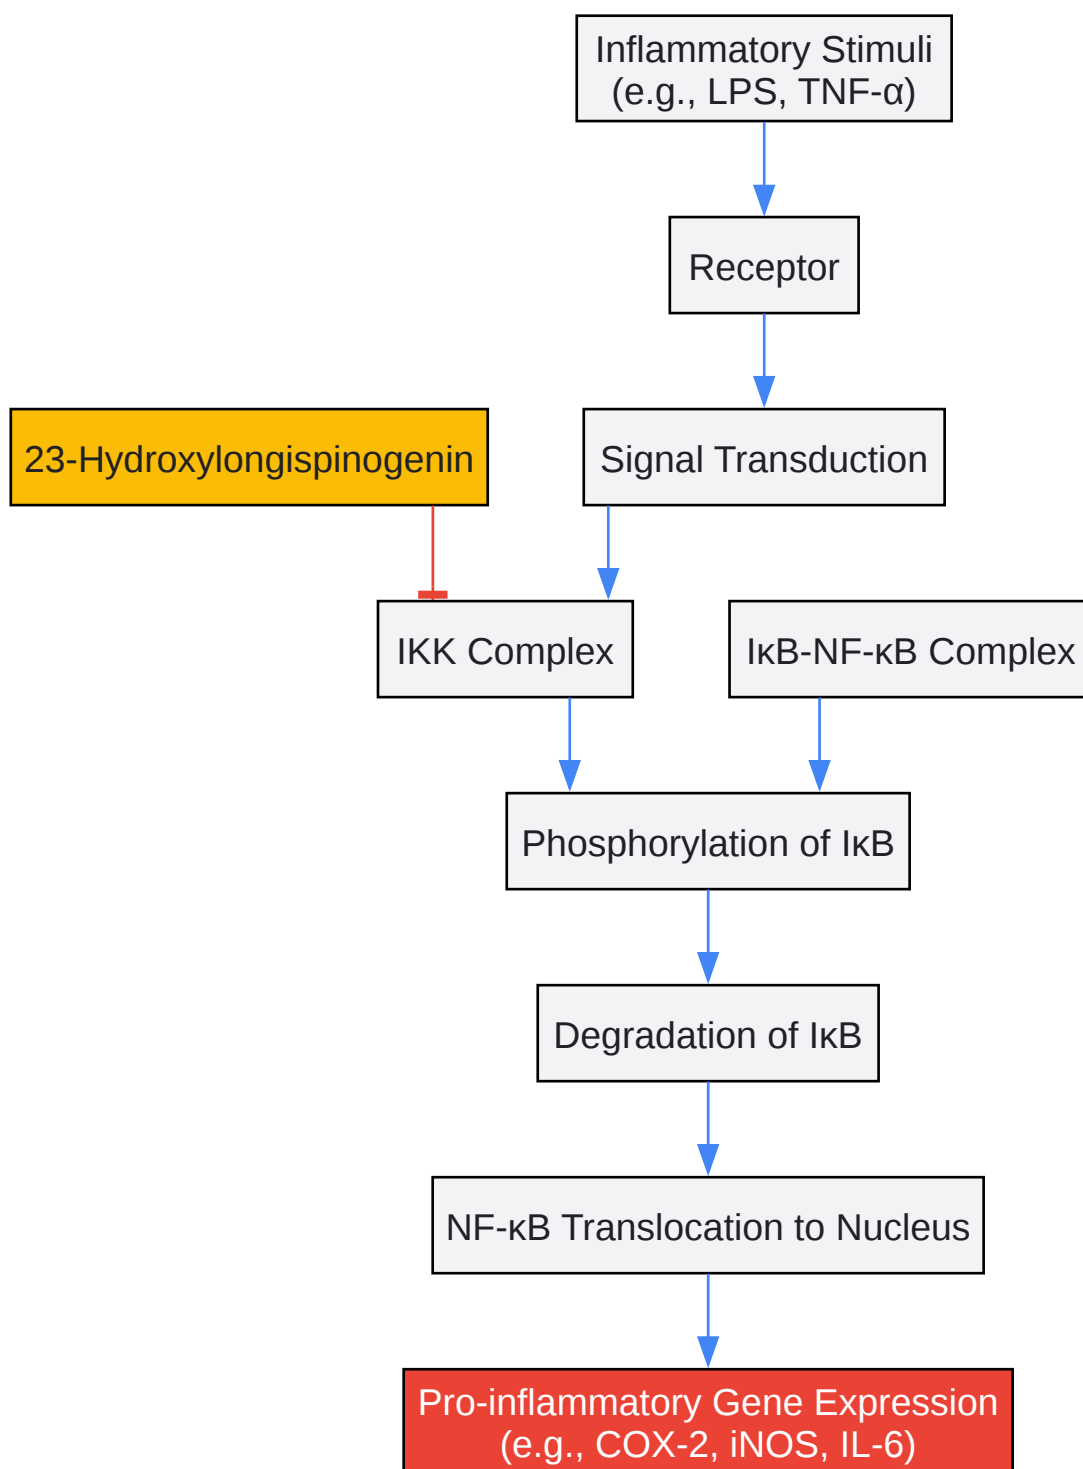 Inflammatory Stimuli
(e.g., LPS, TNF-α)
Receptor
23-Hydroxylongispinogenin
Signal Transduction
IKK Complex
IκB-NF-κB Complex
Phosphorylation of IκB
Degradation of IκB
NF-κB Translocation to Nucleus
Pro-inflammatory Gene Expression
(e.g., COX-2, iNOS, IL-6)